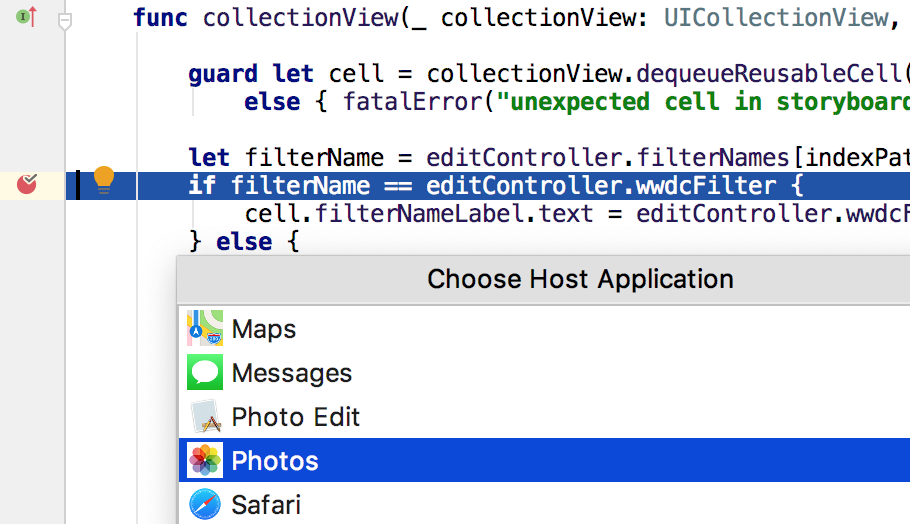 func collectionView(_ collectionView: UICollectionView,
guard let cell = collectionView.dequeueReusableCell(
else { fatalError("unexpected cell in storyboard
let filterName = editController.filterNames[indexPat
if filterName == editController.wwdcFilter {
cell.filterNameLabel.text = editController.wwdcF
} else {
Choose Host Application
Maps
Messages
Photo Edit
Photos
Safari